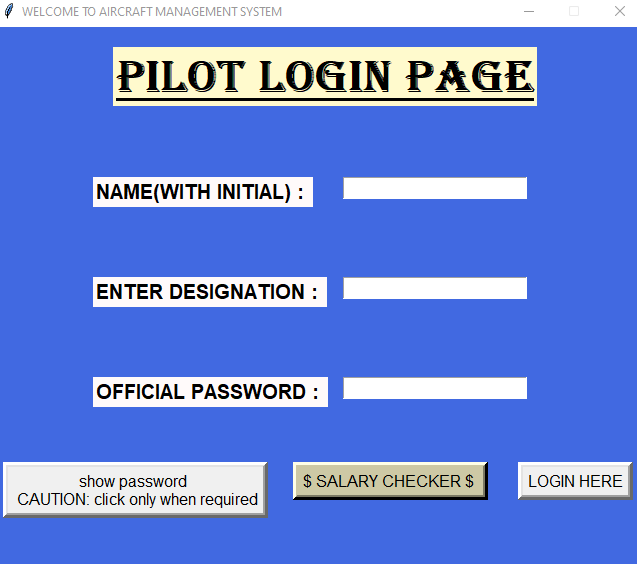 WELCOME TO AIRCRAFT MANAGEMENT SYSTEM
PILOT LOGIN PAGE
NAME(WITH INITIAL) :
ENTER DESIGNATION :
OFFICIAL PASSWORD :
show password
CAUTION: click only when required
$ SALARY CHECKER $
LOGIN HERE